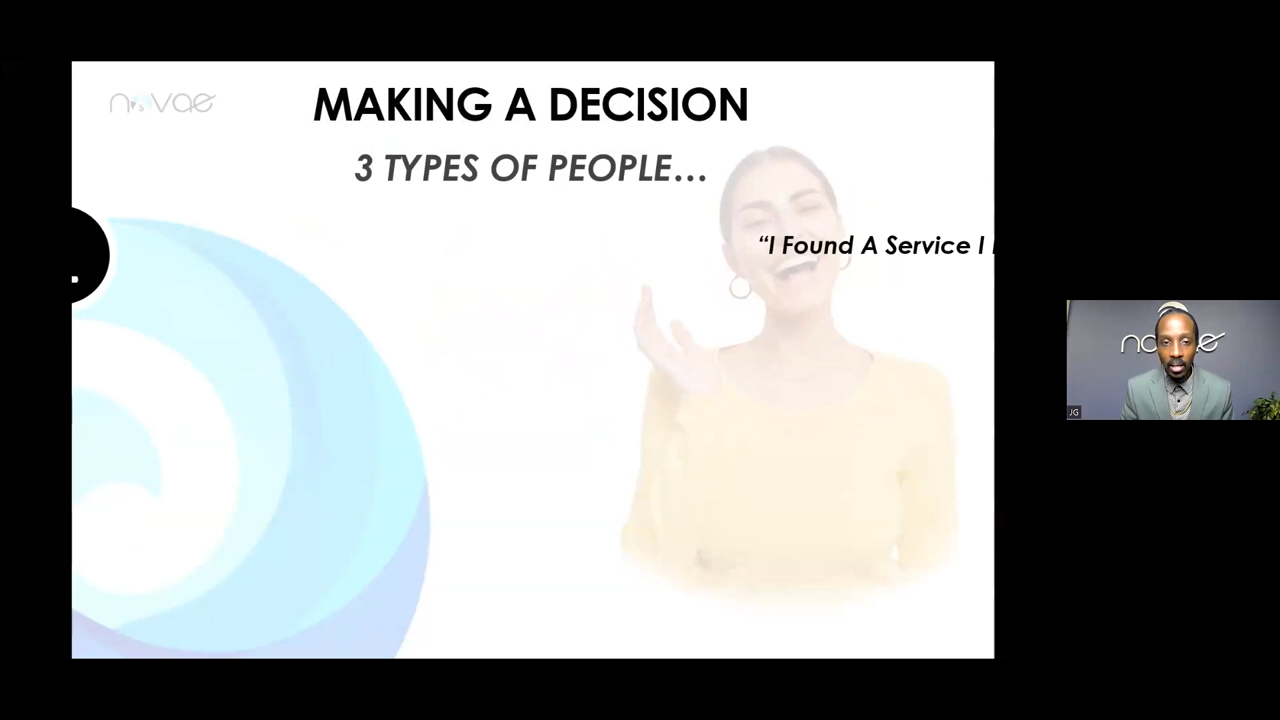 novae
MAKING A DECISION
3 TYPES OF PEOPLE…
“I Found A Service I
novae
JG